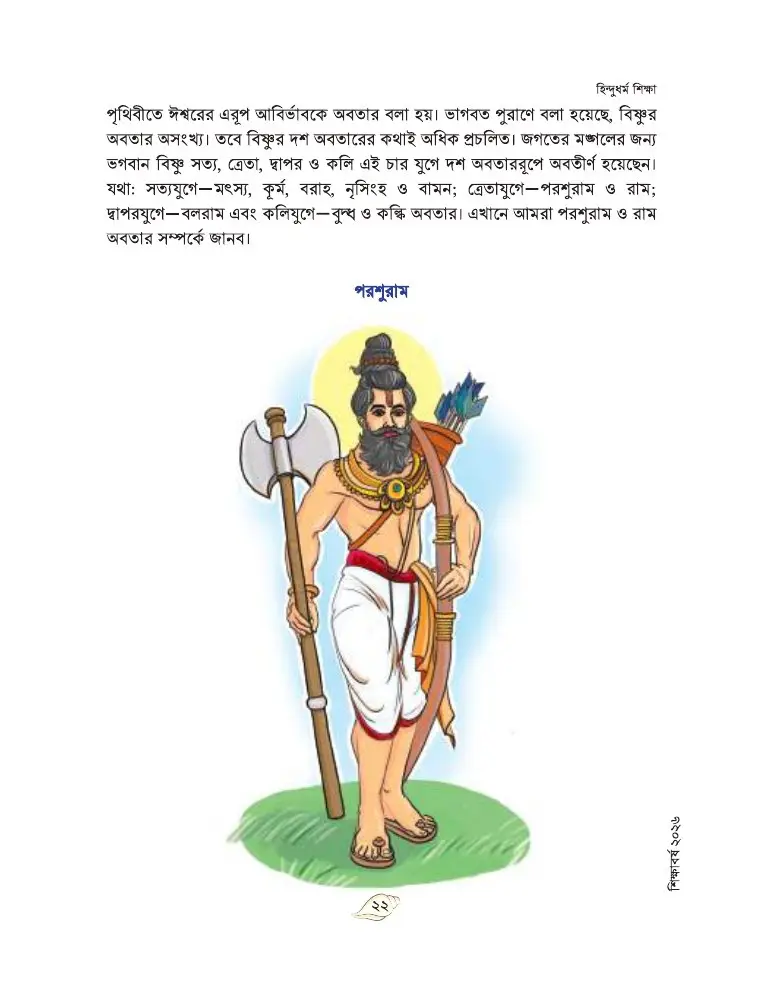 হিন্দুধর্ম শিক্ষা
পৃথিবীতে ঈশ্বরের এরূপ আবির্ভাবকে অবতার বলা হয়। ভাগবত পুরাণে বলা হয়েছে, বিষ্ণুর
অবতার অসংখ্য। তবে বিষ্ণুর দশ অবতারের কথাই অধিক প্রচলিত। জগতের মঙ্গলের জন্য
ভগবান বিষ্ণু সত্য, ত্রেতা, দ্বাপর ও কলি এই চার যুগে দশ অবতাররূপে অবতীর্ণ হয়েছেন।
যথা: সত্যযুগে—মৎস্য, কূর্ম, বরাহ, নৃসিংহ ও বামন; ত্রেতাযুগে—পরশুরাম ও রাম;
দ্বাপরযুগে—বলরাম এবং কলিযুগে—বুদ্ধ ও কল্কি অবতার। এখানে আমরা পরশুরাম ও রাম
অবতার সম্পর্কে জানব।
পরশুরাম
শিক্ষাবর্ষ ২০২৬
২২